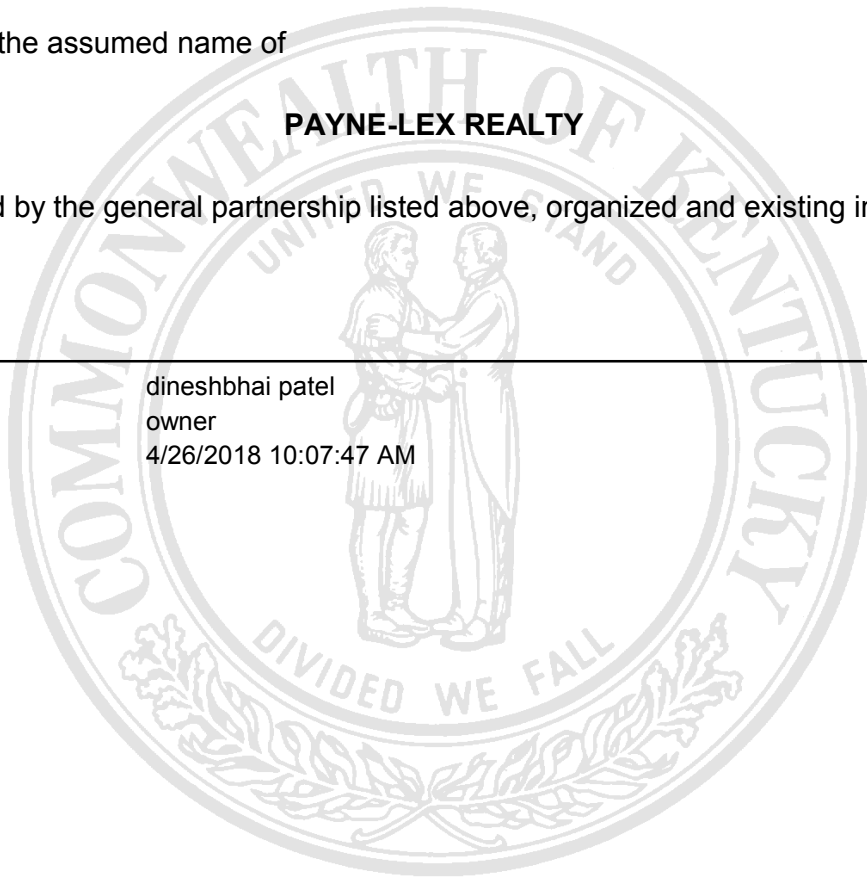 the assumed name of
PAYNE-LEX REALTY
d by the general partnership listed above, organized and existing in
dineshbhai patel
owner
4/26/2018 10:07:47 AM
COMMONWEALTH OF KENTUCKY
UNITED WE STAND
DIVIDED WE FALL